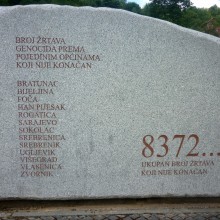 BROJ ŽRTAVA
GENOCIDA PREMA
POJEDINIM OPĆINAMA
KOJI NIJE KONAČAN
BRATUNAC
BIJELJINA
FOČA
HAN PIJESAK
ROGATICA
SARAJEVO
SOKOLAC
SREBRENICA
SREBRENIK
UGLJEVIK
VIŠEGRAD
VLASENICA
ZVORNIK
8372...
UKUPAN BROJ ŽRTAVA
KOJI NIJE KONAČAN